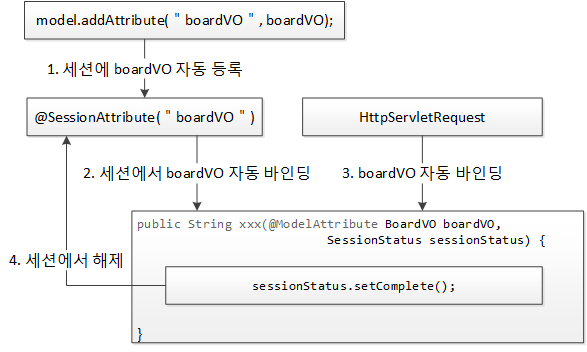 model.addAttribute( " boardVO " , boardVO);
1. 세션에 boardVO 자동 등록
@SessionAttribute( " boardVO " )
HttpServletRequest
2. 세션에서 boardVO 자동 바인딩
3. boardVO 자동 바인딩
public String xxx(@ModelAttribute BoardVO boardVO,
SessionStatus sessionStatus) {
4. 세션에서 해제
sessionStatus.setComplete();
}